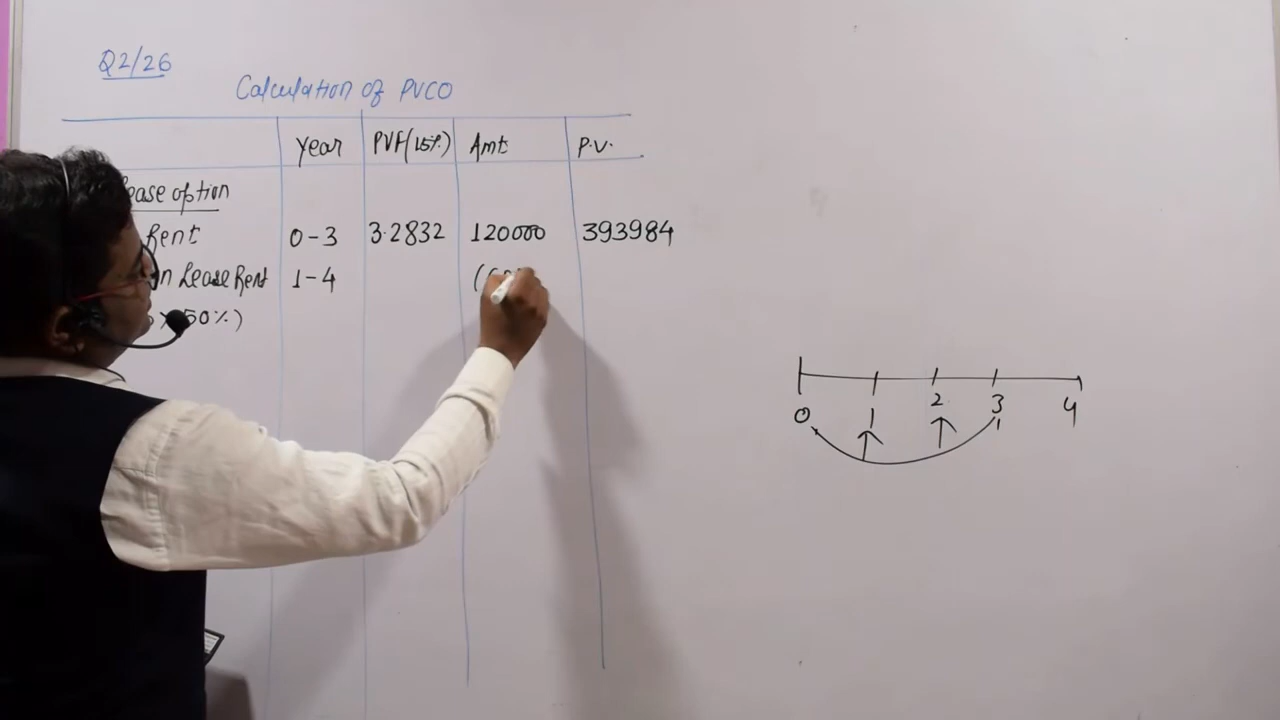 Q2/26
Calculation of PVCO
Year PVF(15%) Amt P.V.
ease option
Rent 0-3 3.2832 120000 393984
n Lease Rent 1-4
50%)
0 1 2 3 4